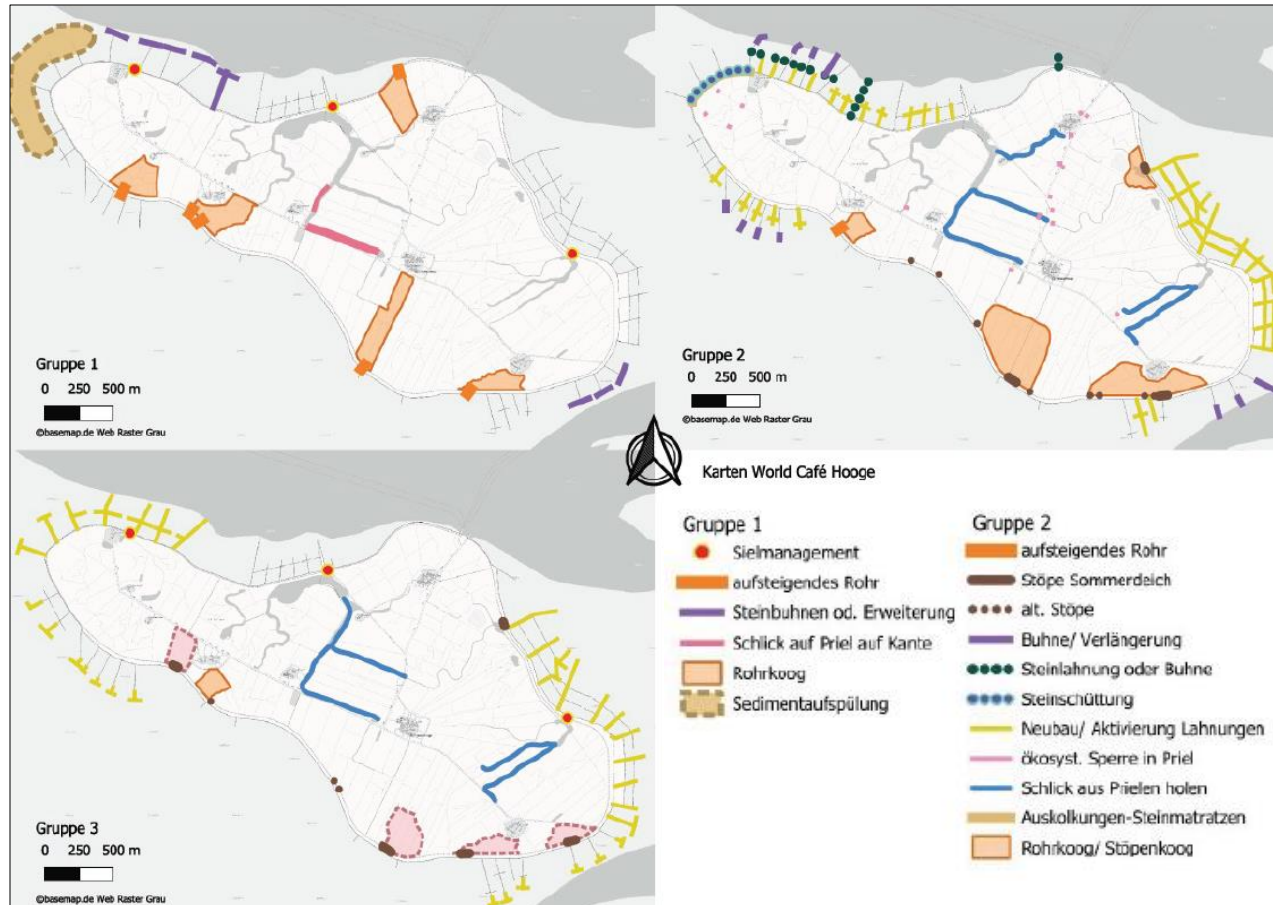 Gruppe 1
0 250 500 m
©basemap.de Web Raster Grau
Gruppe 2
0 250 500 m
©basemap.de Web Raster Grau
Karten World Café Hooge
Gruppe 3
0 250 500 m
©basemap.de Web Raster Grau
Gruppe 1
Sielmanagement
aufsteigendes Rohr
Steinbuhnen od. Erweiterung
Schlick auf Priel auf Kante
Rohrkoog
Sedimentaufspülung
Gruppe 2
aufsteigendes Rohr
Stöpe Sommerdeich
alt. Stöpe
Buhne/ Verlängerung
Steinlahnung oder Buhne
Steinschüttung
Neubau/ Aktivierung Lahnungen
ökosyst. Sperre in Priel
Schlick aus Prielen holen
Auskolkungen-Steinmatratzen
Rohrkoog/ Stöpenkoog